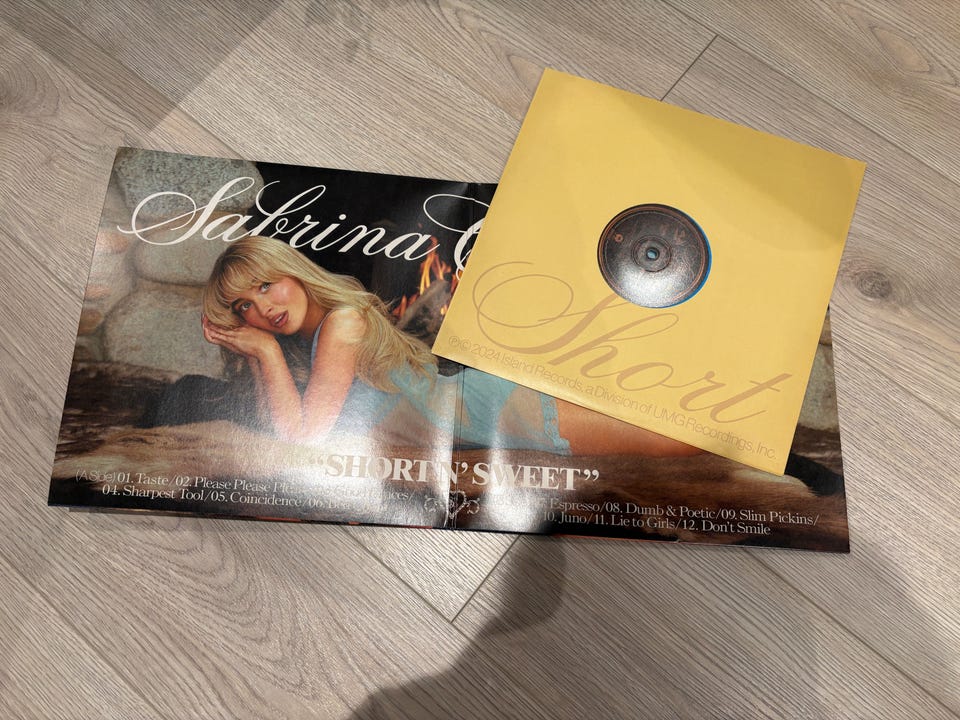 Sabrina C
Short
℗© 2024 Island Records, a Division of UMG Recordings, Inc.
"SHORT N' SWEET"
(A Side) 01. Taste/02. Please Please Ple
04. Sharpest Tool/05. Coincidence/06. Be
Espresso/08. Dumb & Poetic/09. Slim Pickins/
10. Juno/11. Lie to Girls/12. Don't Smile